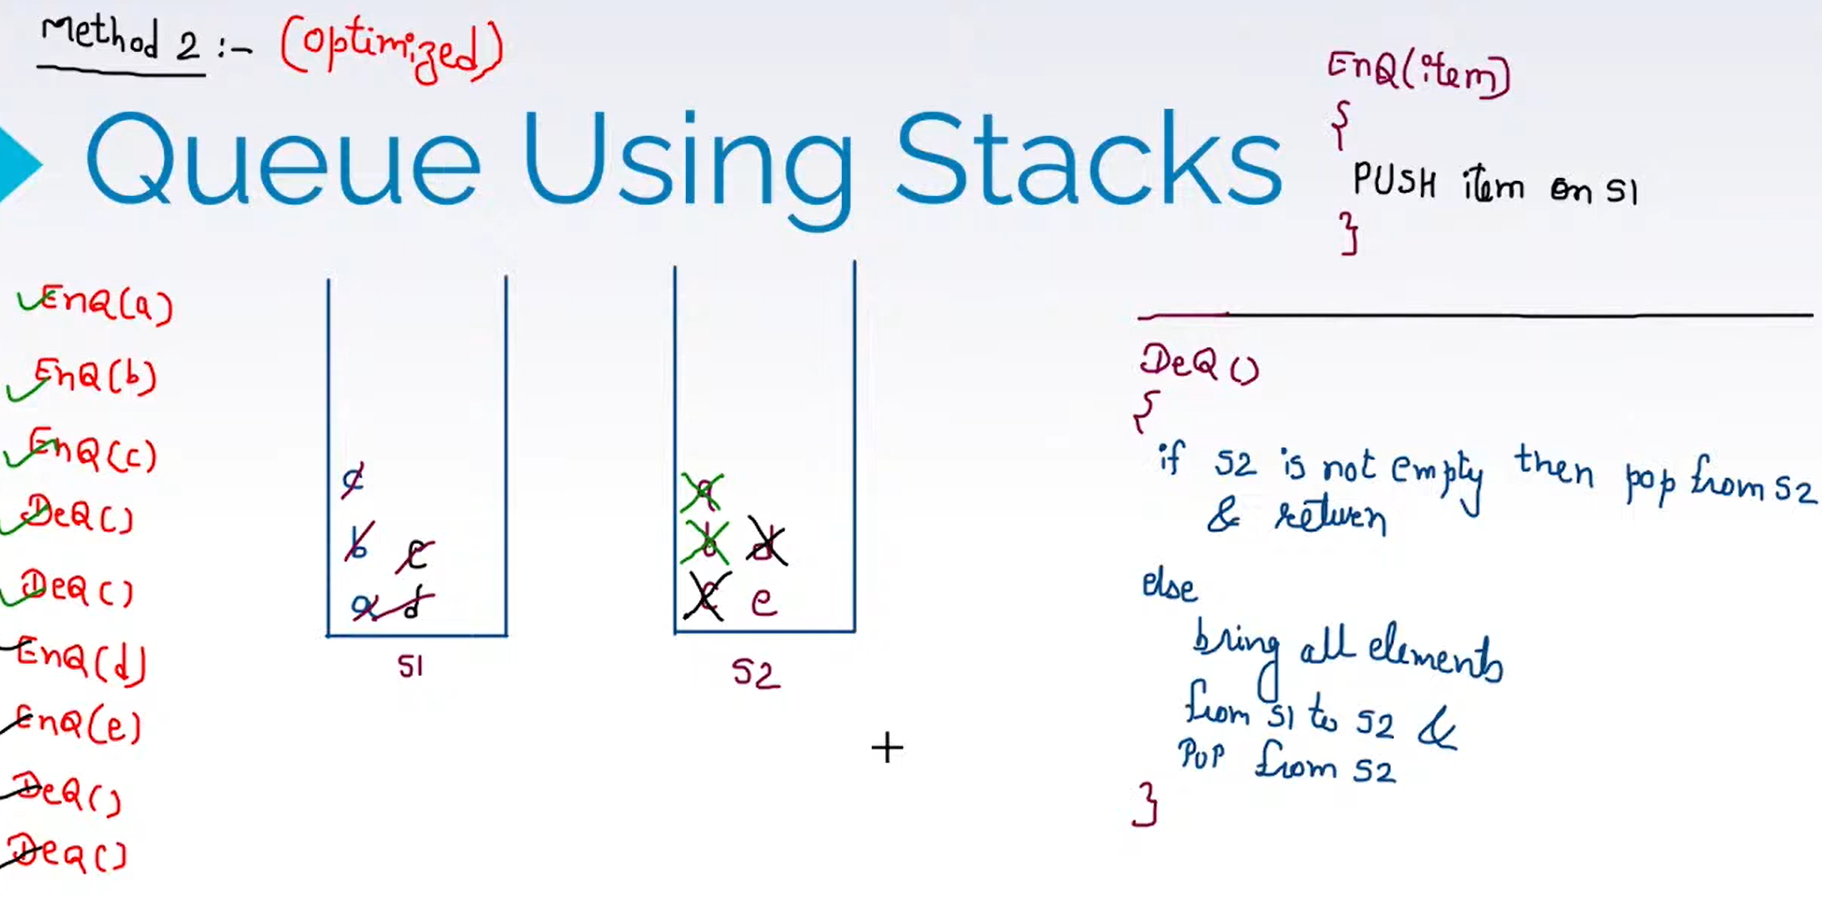 Method 2 :- (optimized)
Queue Using Stacks
EnQ(item)
{
PUSH item on S1
}
EnQ(a)
EnQ(b)
EnQ(c)
DeQ()
DeQ()
EnQ(d)
EnQ(e)
DeQ()
DeQ()
c
b e
a d
S1
a
b d
c e
S2
DeQ()
{
if S2 is not empty then pop from S2
& return
else
bring all elements
from S1 to S2 &
POP from S2
}